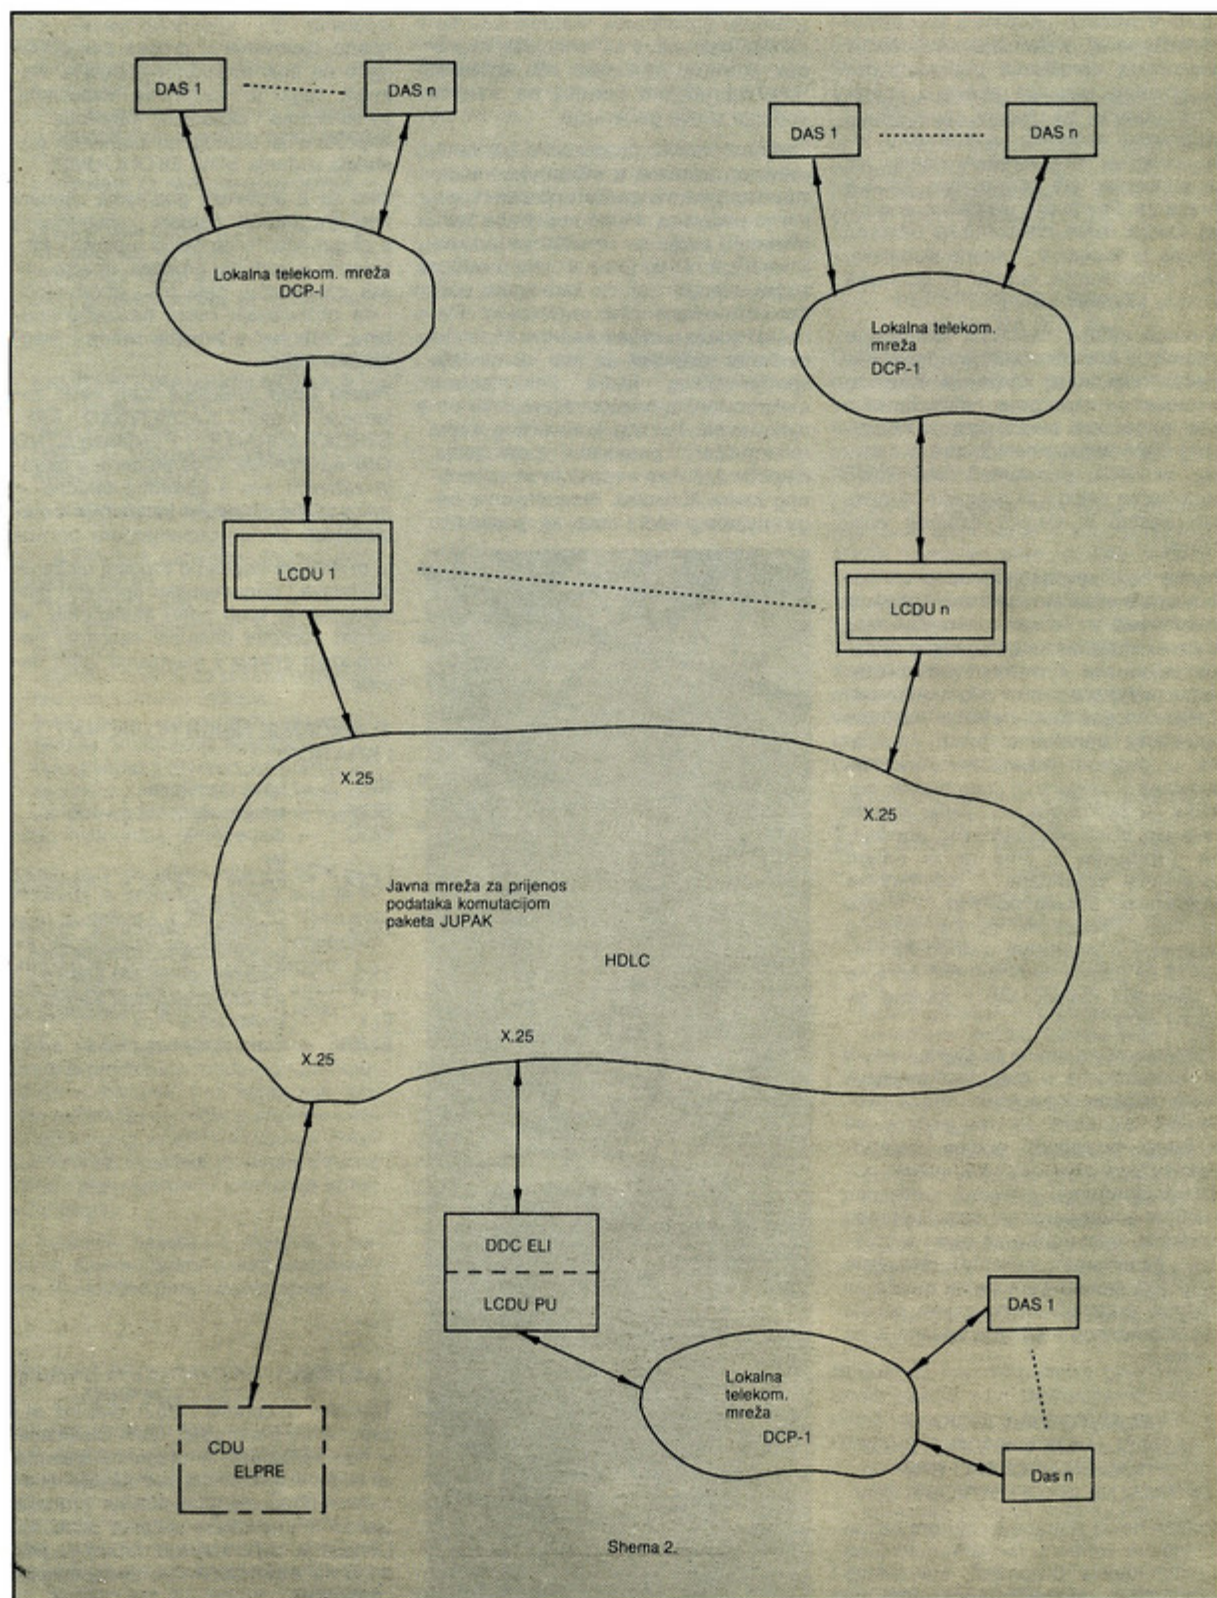 DAS 1
DAS n
DAS 1
DAS n
Lokalna telekom. mreža
DCP-I
Lokalna telekom.
mreža
DCP-1
LCDU 1
LCDU n
X.25
X.25
Javna mreža za prijenos
podataka komutacijom
paketa JUPAK
HDLC
X.25
X.25
DDC ELI
LCDU PU
DAS 1
Lokalna
telekom.
mreža
DCP-1
CDU
ELPRE
Das n
Shema 2.